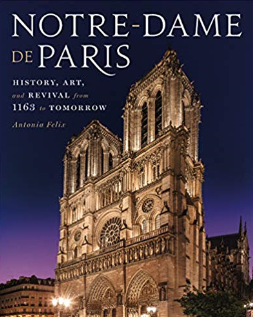 NOTRE-DAME
DE PARIS
HISTORY, ART,
and REVIVAL from
1163 to TOMORROW
Antonia Felix